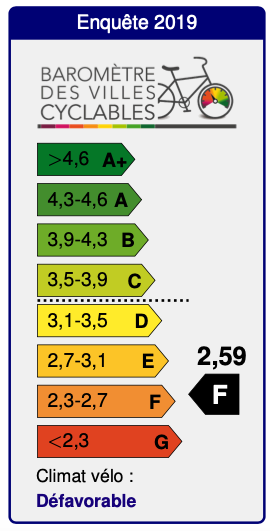 Enquête 2019
BAROMÈTRE
DES VILLES
CYCLABLES
>4,6 A+
4,3-4,6 A
3,9-4,3 B
3,5-3,9 C
3,1-3,5 D
2,7-3,1 E
2,59
2,3-2,7 F
F
<2,3 G
Climat vélo :
Défavorable